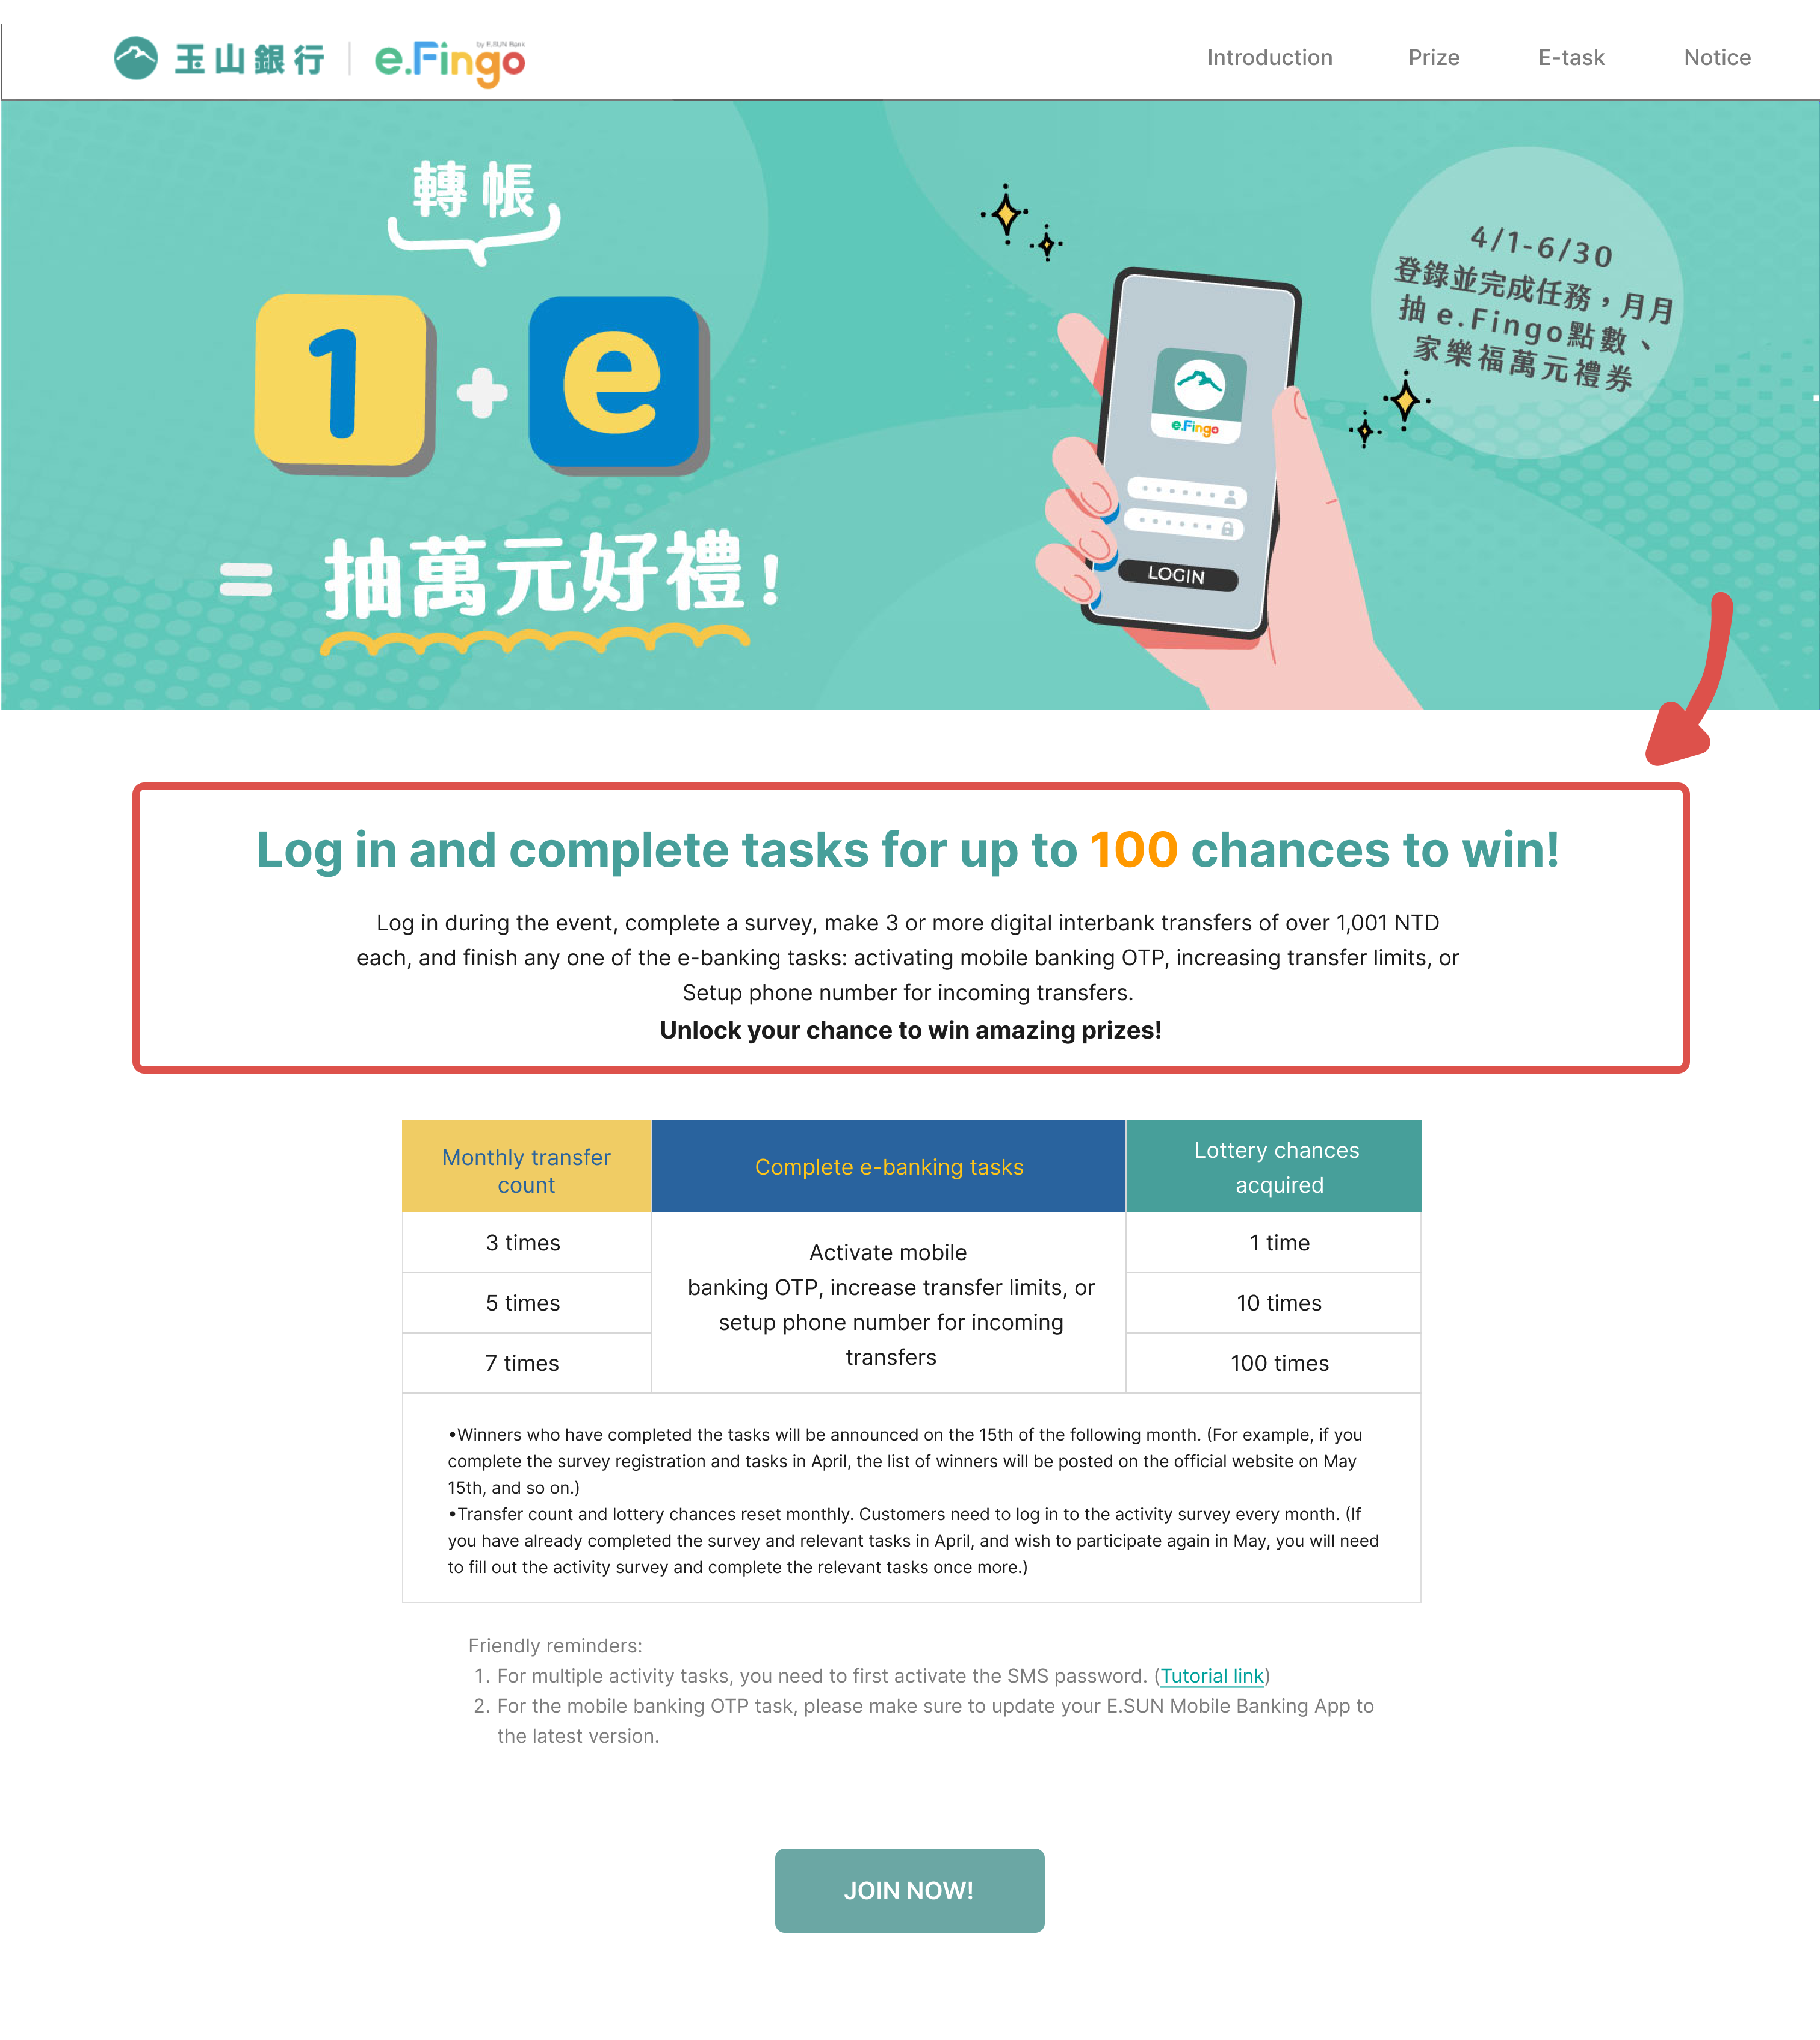 玉山銀行
e.Fingo
by E.SUN Bank
Introduction
Prize
E-task
Notice
轉帳
1 + e
= 抽萬元好禮!
4/1-6/30
登錄並完成任務，月月
抽 e.Fingo點數、
家樂福萬元禮券
e.Fingo
LOGIN
Log in and complete tasks for up to 100 chances to win!
Log in during the event, complete a survey, make 3 or more digital interbank transfers of over 1,001 NTD
each, and finish any one of the e-banking tasks: activating mobile banking OTP, increasing transfer limits, or
Setup phone number for incoming transfers.
Unlock your chance to win amazing prizes!
Monthly transfer
count
Complete e-banking tasks
Lottery chances
acquired
3 times
1 time
5 times
10 times
7 times
100 times
Activate mobile
banking OTP, increase transfer limits, or
setup phone number for incoming
transfers
•Winners who have completed the tasks will be announced on the 15th of the following month. (For example, if you
complete the survey registration and tasks in April, the list of winners will be posted on the official website on May
15th, and so on.)
•Transfer count and lottery chances reset monthly. Customers need to log in to the activity survey every month. (If
you have already completed the survey and relevant tasks in April, and wish to participate again in May, you will need
to fill out the activity survey and complete the relevant tasks once more.)
Friendly reminders:
1. For multiple activity tasks, you need to first activate the SMS password. (Tutorial link)
2. For the mobile banking OTP task, please make sure to update your E.SUN Mobile Banking App to
the latest version.
JOIN NOW!